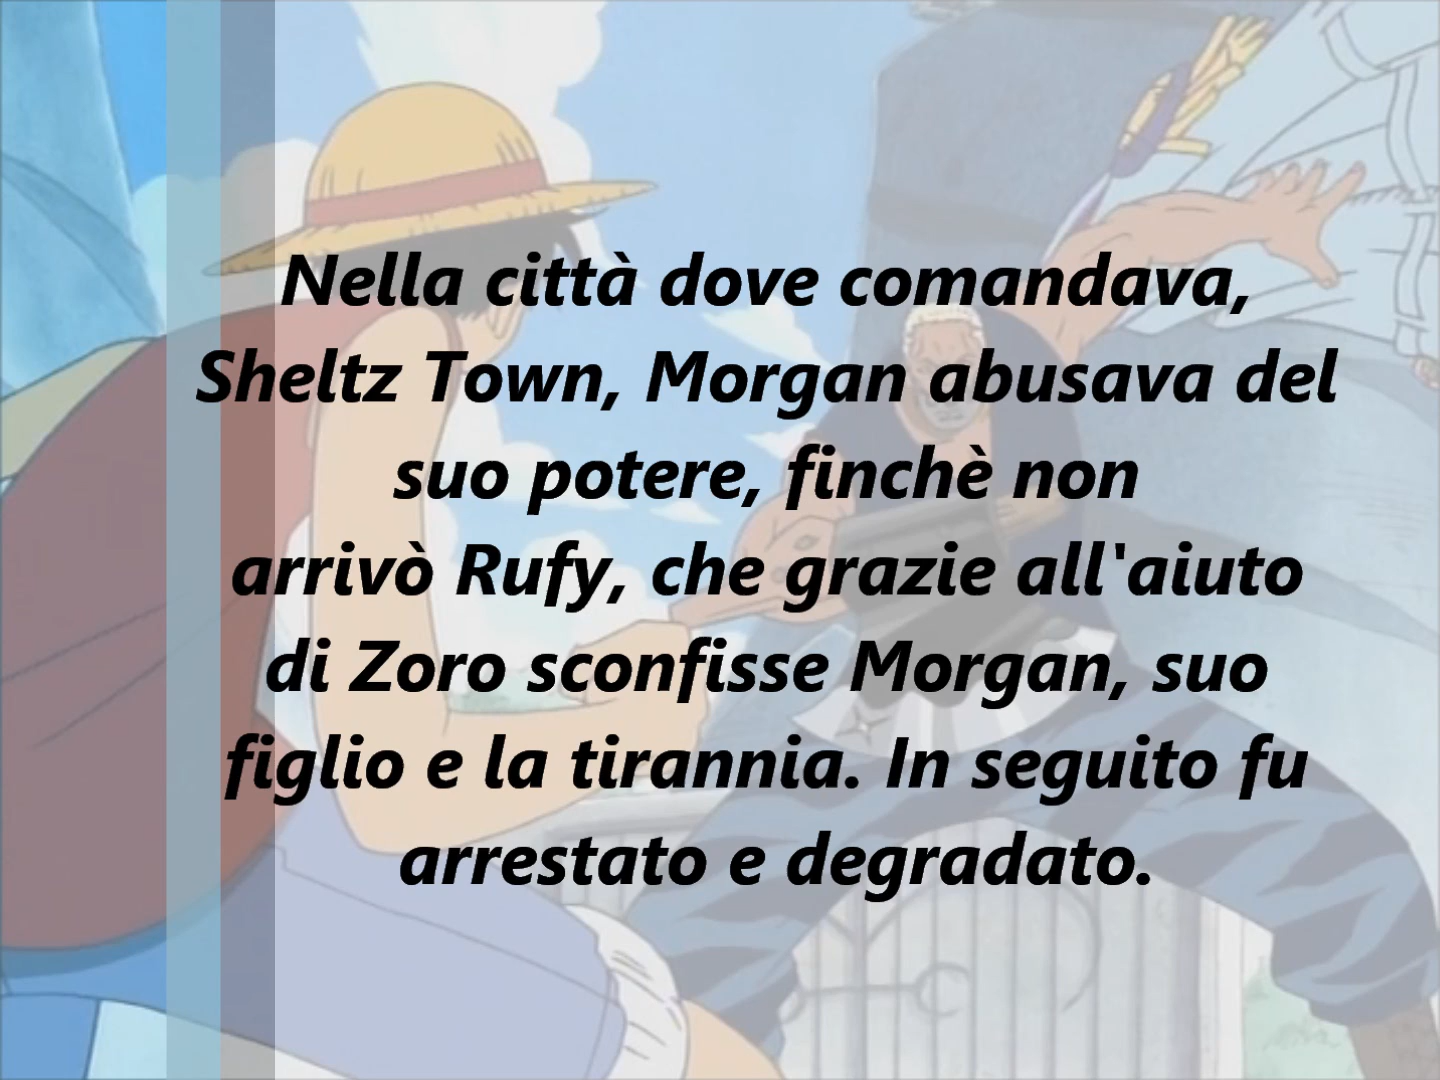 Nella città dove comandava,
Sheltz Town, Morgan abusava del
suo potere, finchè non
arrivò Rufy, che grazie all'aiuto
di Zoro sconfisse Morgan, suo
figlio e la tirannia. In seguito fu
arrestato e degradato.